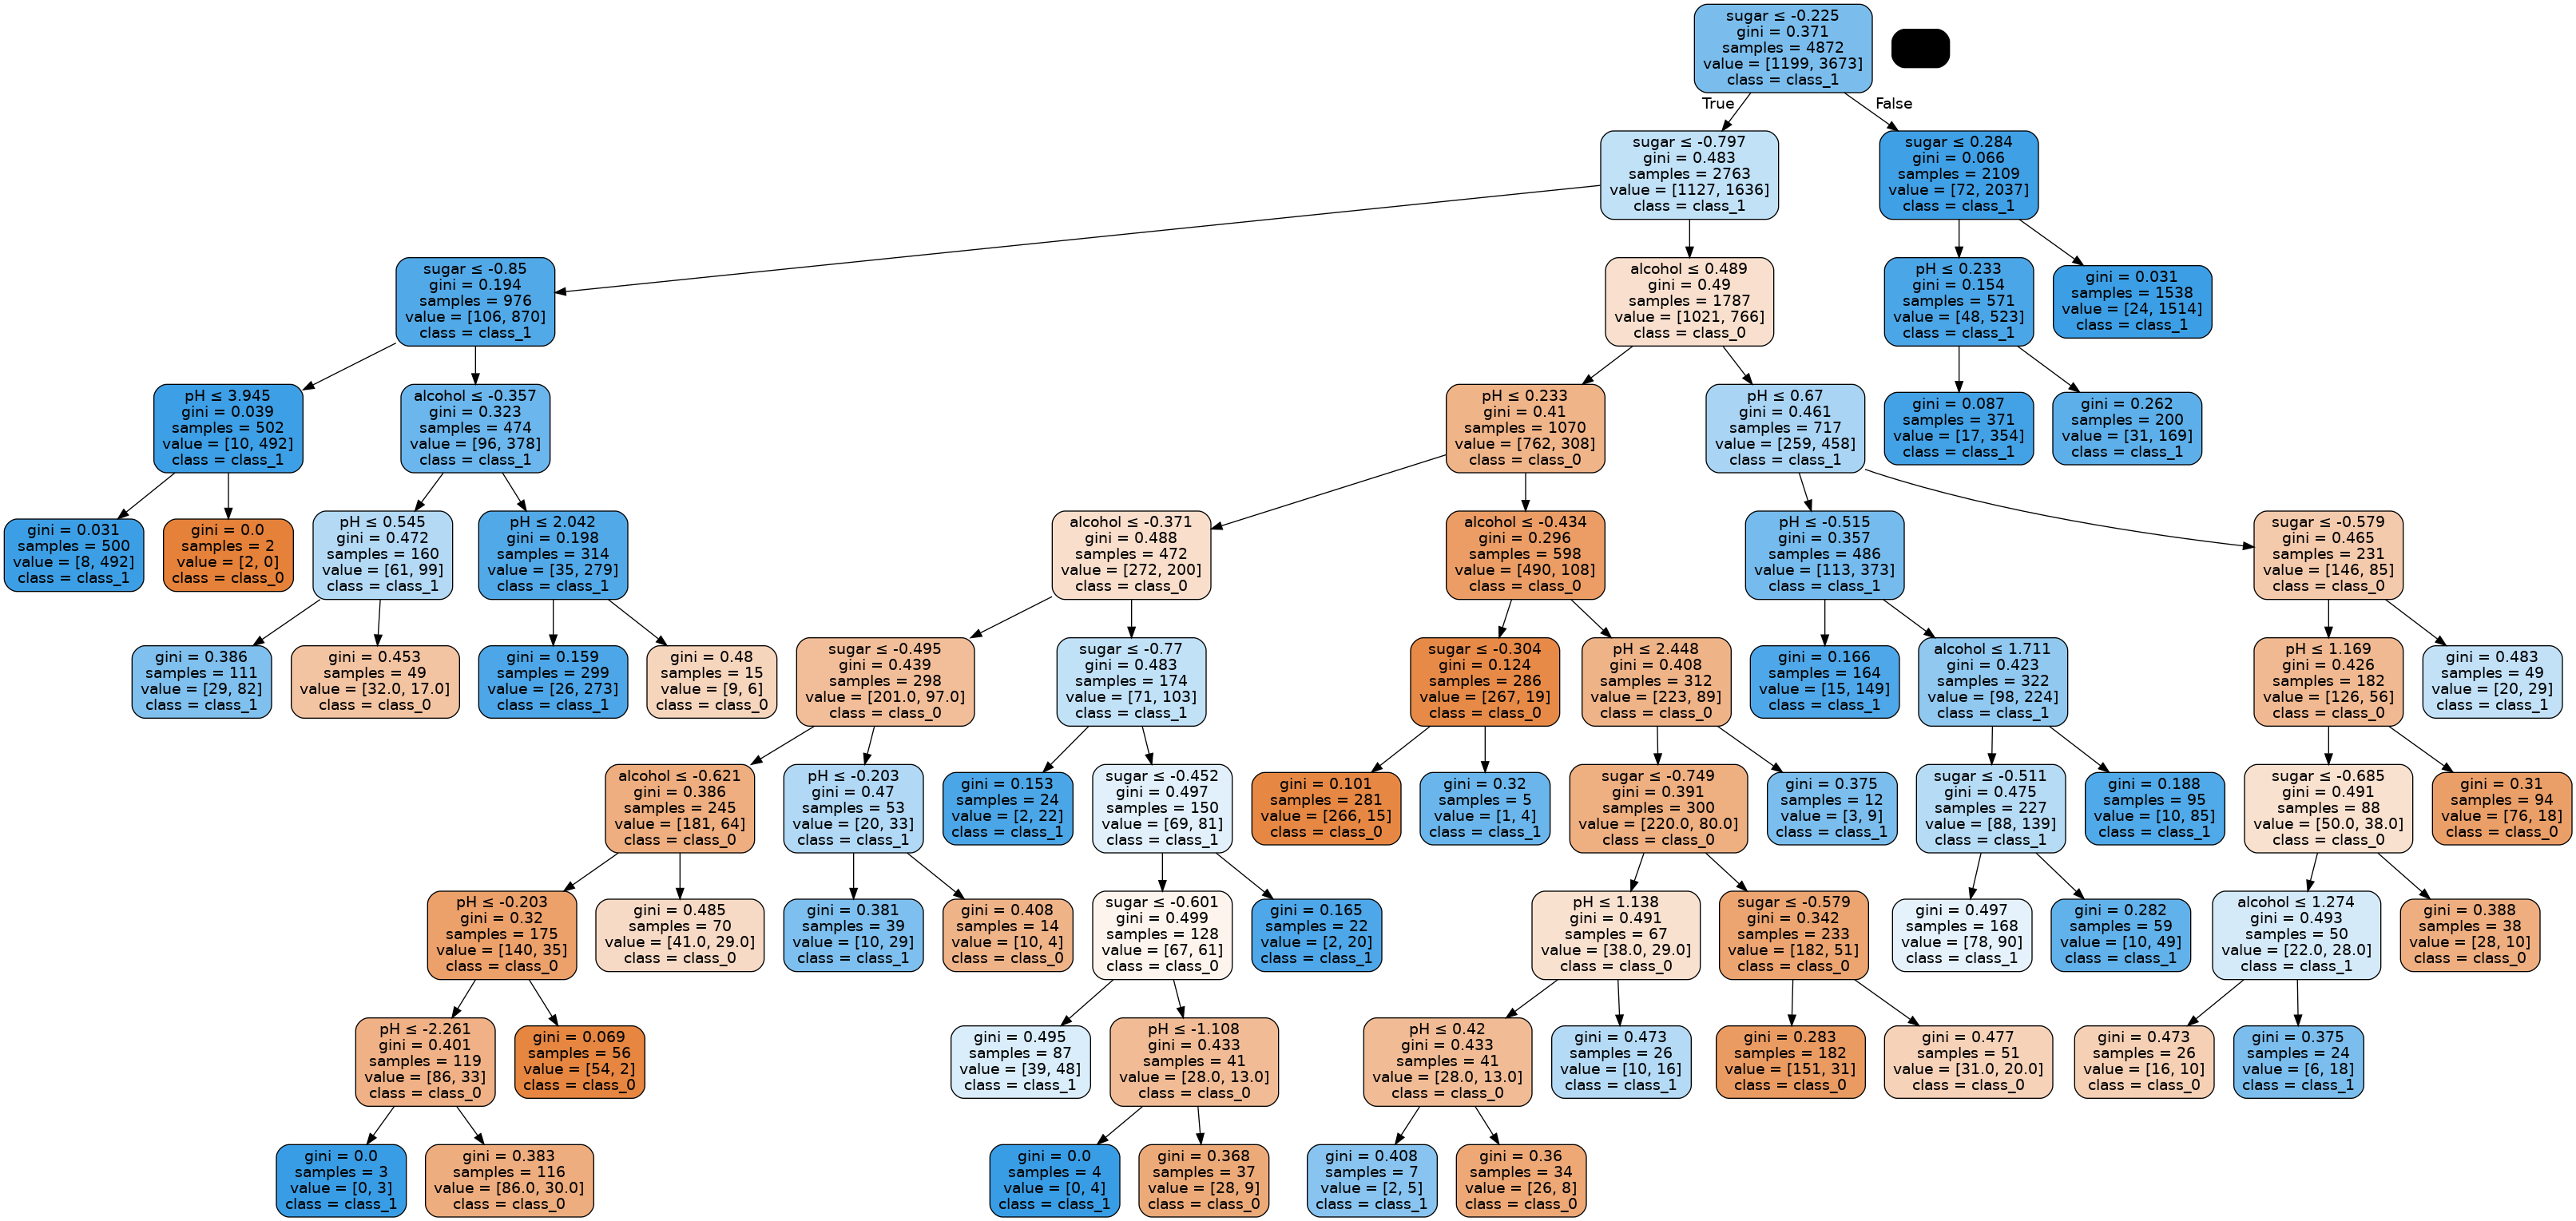 sugar ≤ -0.225
gini = 0.371
samples = 4872
value = [1199, 3673]
class = class_1
True
False
sugar ≤ -0.797
gini = 0.483
samples = 2763
value = [1127, 1636]
class = class_1
sugar ≤ 0.284
gini = 0.066
samples = 2109
value = [72, 2037]
class = class_1
sugar ≤ -0.85
gini = 0.194
samples = 976
value = [106, 870]
class = class_1
alcohol ≤ 0.489
gini = 0.49
samples = 1787
value = [1021, 766]
class = class_0
pH ≤ 0.233
gini = 0.154
samples = 571
value = [48, 523]
class = class_1
gini = 0.031
samples = 1538
value = [24, 1514]
class = class_1
pH ≤ 3.945
gini = 0.039
samples = 502
value = [10, 492]
class = class_1
alcohol ≤ -0.357
gini = 0.323
samples = 474
value = [96, 378]
class = class_1
pH ≤ 0.233
gini = 0.41
samples = 1070
value = [762, 308]
class = class_0
pH ≤ 0.67
gini = 0.461
samples = 717
value = [259, 458]
class = class_1
gini = 0.087
samples = 371
value = [17, 354]
class = class_1
gini = 0.262
samples = 200
value = [31, 169]
class = class_1
gini = 0.031
samples = 500
value = [8, 492]
class = class_1
gini = 0.0
samples = 2
value = [2, 0]
class = class_0
pH ≤ 0.545
gini = 0.472
samples = 160
value = [61, 99]
class = class_1
pH ≤ 2.042
gini = 0.198
samples = 314
value = [35, 279]
class = class_1
alcohol ≤ -0.371
gini = 0.488
samples = 472
value = [272, 200]
class = class_0
alcohol ≤ -0.434
gini = 0.296
samples = 598
value = [490, 108]
class = class_0
pH ≤ -0.515
gini = 0.357
samples = 486
value = [113, 373]
class = class_1
sugar ≤ -0.579
gini = 0.465
samples = 231
value = [146, 85]
class = class_0
gini = 0.386
samples = 111
value = [29, 82]
class = class_1
gini = 0.453
samples = 49
value = [32.0, 17.0]
class = class_0
gini = 0.159
samples = 299
value = [26, 273]
class = class_1
gini = 0.48
samples = 15
value = [9, 6]
class = class_0
sugar ≤ -0.495
gini = 0.439
samples = 298
value = [201.0, 97.0]
class = class_0
sugar ≤ -0.77
gini = 0.483
samples = 174
value = [71, 103]
class = class_1
sugar ≤ -0.304
gini = 0.124
samples = 286
value = [267, 19]
class = class_0
pH ≤ 2.448
gini = 0.408
samples = 312
value = [223, 89]
class = class_0
gini = 0.166
samples = 164
value = [15, 149]
class = class_1
alcohol ≤ 1.711
gini = 0.423
samples = 322
value = [98, 224]
class = class_1
pH ≤ 1.169
gini = 0.426
samples = 182
value = [126, 56]
class = class_0
gini = 0.483
samples = 49
value = [20, 29]
class = class_1
alcohol ≤ -0.621
gini = 0.386
samples = 245
value = [181, 64]
class = class_0
pH ≤ -0.203
gini = 0.47
samples = 53
value = [20, 33]
class = class_1
gini = 0.153
samples = 24
value = [2, 22]
class = class_1
sugar ≤ -0.452
gini = 0.497
samples = 150
value = [69, 81]
class = class_1
gini = 0.101
samples = 281
value = [266, 15]
class = class_0
gini = 0.32
samples = 5
value = [1, 4]
class = class_1
sugar ≤ -0.749
gini = 0.391
samples = 300
value = [220.0, 80.0]
class = class_0
gini = 0.375
samples = 12
value = [3, 9]
class = class_1
sugar ≤ -0.511
gini = 0.475
samples = 227
value = [88, 139]
class = class_1
gini = 0.188
samples = 95
value = [10, 85]
class = class_1
sugar ≤ -0.685
gini = 0.491
samples = 88
value = [50.0, 38.0]
class = class_0
gini = 0.31
samples = 94
value = [76, 18]
class = class_0
pH ≤ -0.203
gini = 0.32
samples = 175
value = [140, 35]
class = class_0
gini = 0.485
samples = 70
value = [41.0, 29.0]
class = class_0
gini = 0.381
samples = 39
value = [10, 29]
class = class_1
gini = 0.408
samples = 14
value = [10, 4]
class = class_0
sugar ≤ -0.601
gini = 0.499
samples = 128
value = [67, 61]
class = class_0
gini = 0.165
samples = 22
value = [2, 20]
class = class_1
pH ≤ 1.138
gini = 0.491
samples = 67
value = [38.0, 29.0]
class = class_0
sugar ≤ -0.579
gini = 0.342
samples = 233
value = [182, 51]
class = class_0
gini = 0.497
samples = 168
value = [78, 90]
class = class_1
gini = 0.282
samples = 59
value = [10, 49]
class = class_1
alcohol ≤ 1.274
gini = 0.493
samples = 50
value = [22.0, 28.0]
class = class_1
gini = 0.388
samples = 38
value = [28, 10]
class = class_0
pH ≤ -2.261
gini = 0.401
samples = 119
value = [86, 33]
class = class_0
gini = 0.069
samples = 56
value = [54, 2]
class = class_0
gini = 0.495
samples = 87
value = [39, 48]
class = class_1
pH ≤ -1.108
gini = 0.433
samples = 41
value = [28.0, 13.0]
class = class_0
pH ≤ 0.42
gini = 0.433
samples = 41
value = [28.0, 13.0]
class = class_0
gini = 0.473
samples = 26
value = [10, 16]
class = class_1
gini = 0.283
samples = 182
value = [151, 31]
class = class_0
gini = 0.477
samples = 51
value = [31.0, 20.0]
class = class_0
gini = 0.473
samples = 26
value = [16, 10]
class = class_0
gini = 0.375
samples = 24
value = [6, 18]
class = class_1
gini = 0.0
samples = 3
value = [0, 3]
class = class_1
gini = 0.383
samples = 116
value = [86.0, 30.0]
class = class_0
gini = 0.0
samples = 4
value = [0, 4]
class = class_1
gini = 0.368
samples = 37
value = [28, 9]
class = class_0
gini = 0.408
samples = 7
value = [2, 5]
class = class_1
gini = 0.36
samples = 34
value = [26, 8]
class = class_0